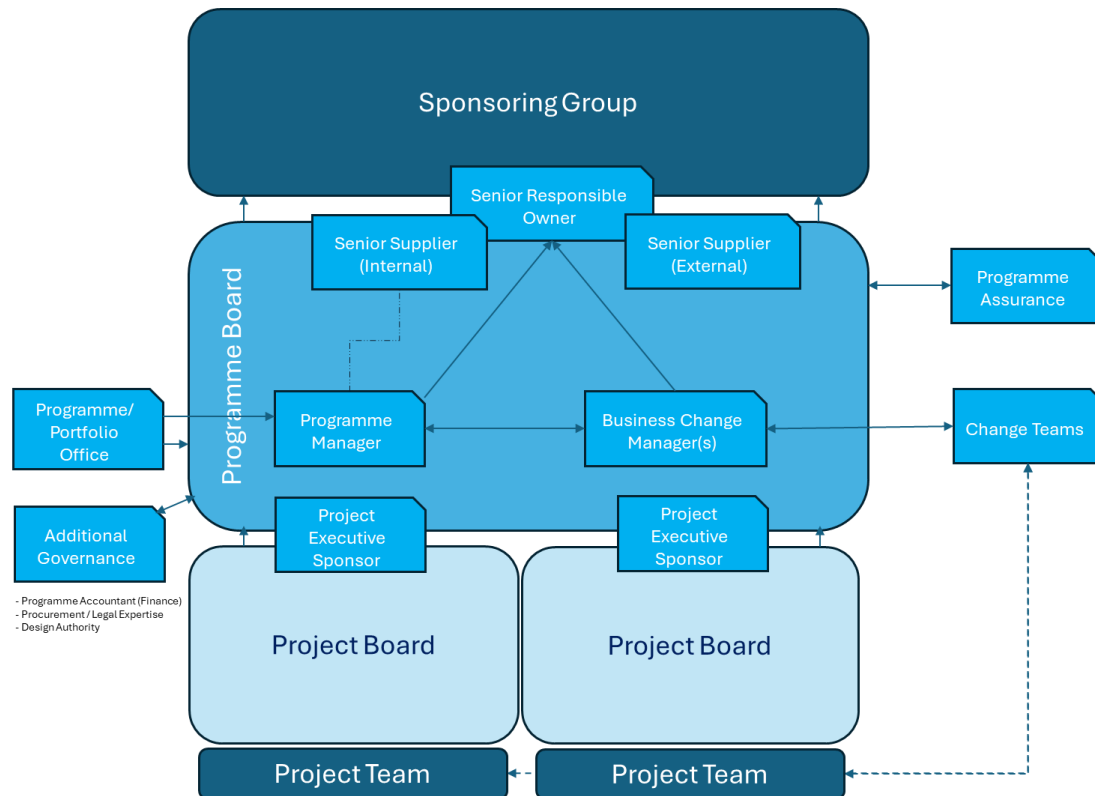 Sponsoring Group
Senior Responsible
Owner
Senior Supplier
(Internal)
Senior Supplier
(External)
Programme Board
Programme
Assurance
Programme/
Portfolio
Office
Programme
Manager
Business Change
Manager(s)
Change Teams
Additional
Governance
- Programme Accountant (Finance)
- Procurement / Legal Expertise
- Design Authority
Project
Executive
Sponsor
Project
Executive
Sponsor
Project Board
Project Board
Project Team
Project Team